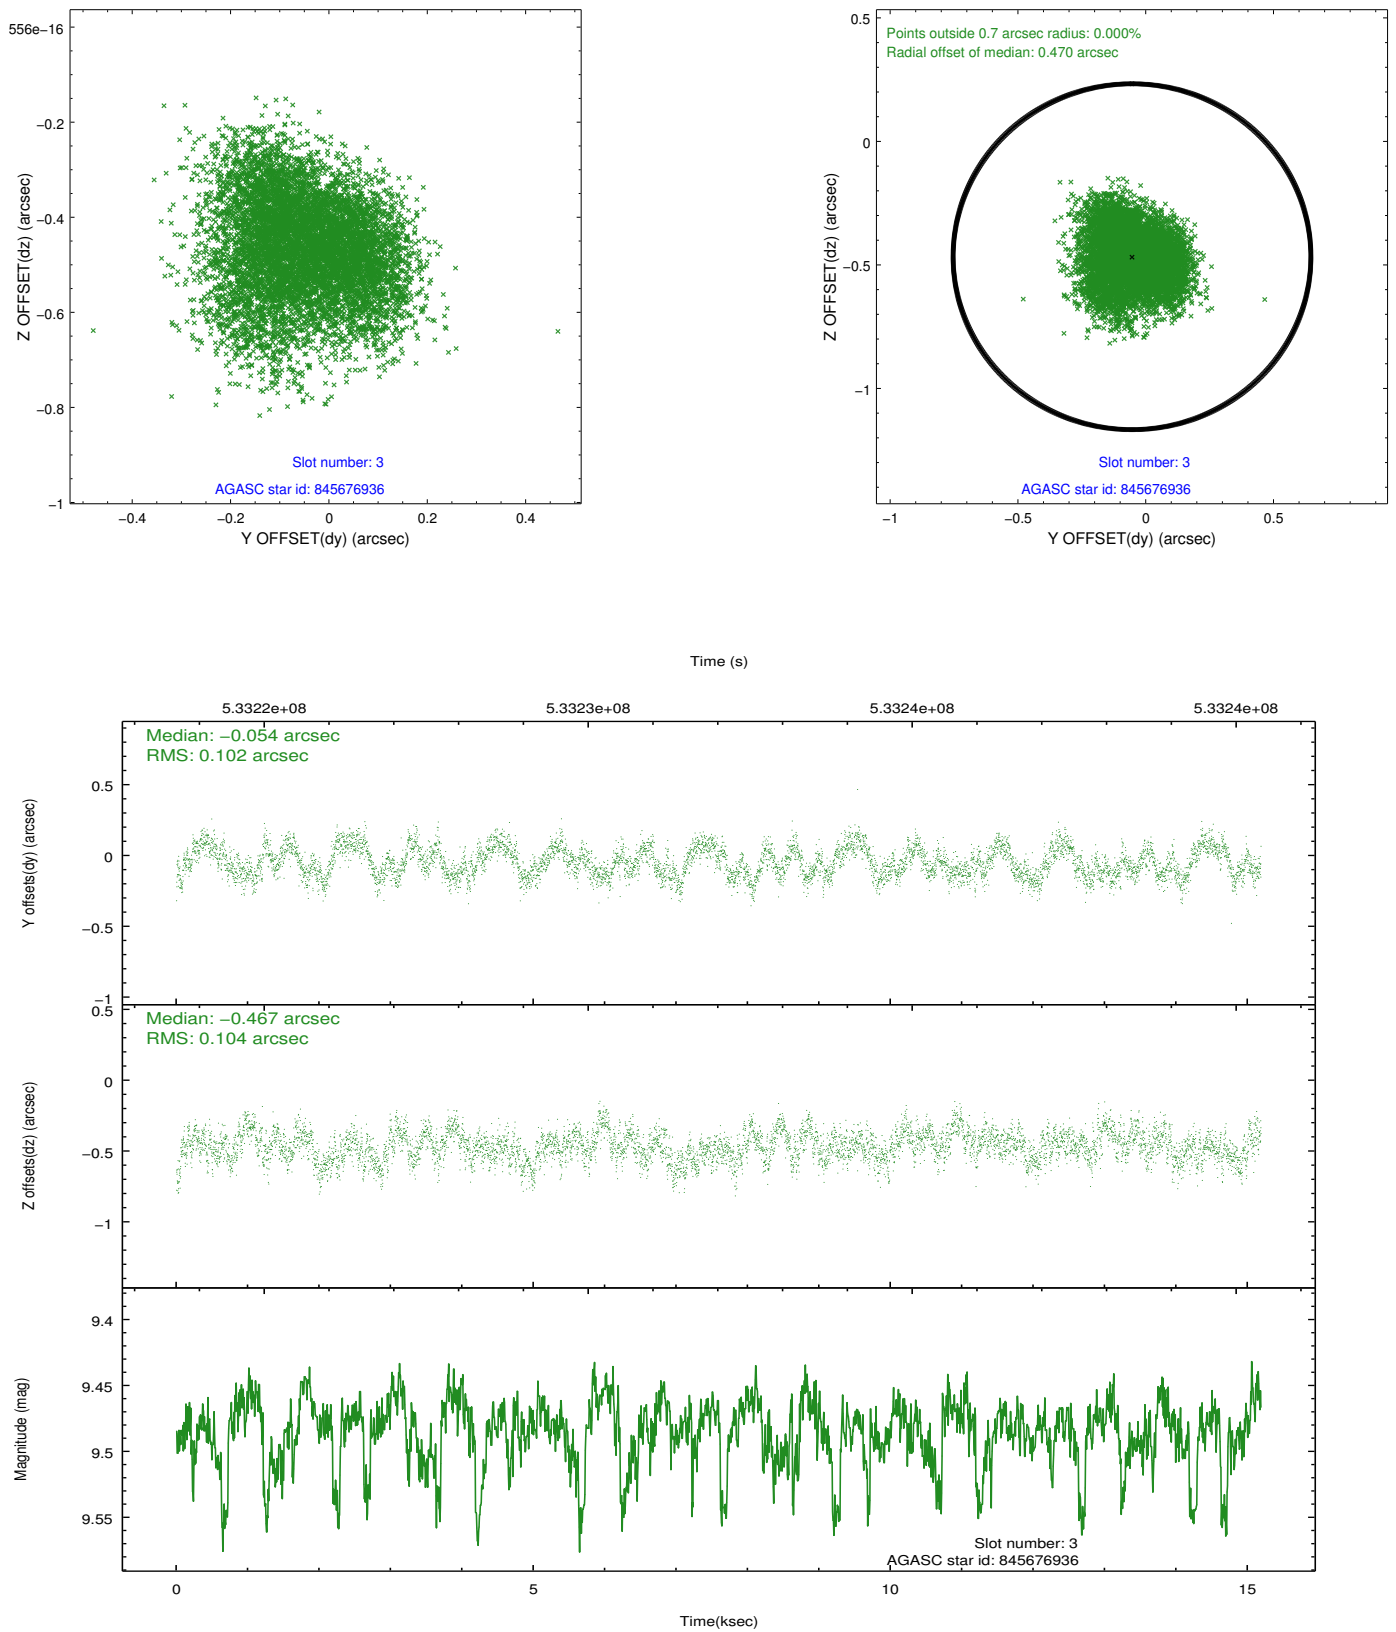 556e−16
−0.2
−0.4
−0.6
−0.8
−1
Z OFFSET(dz) (arcsec)
Slot number: 3
AGASC star id: 845676936
−0.4 −0.2 0 0.2 0.4
Y OFFSET(dy) (arcsec)
Points outside 0.7 arcsec radius: 0.000%
Radial offset of median: 0.470 arcsec
0.5
0
−0.5
−1
Z OFFSET(dz) (arcsec)
Slot number: 3
AGASC star id: 845676936
−1 −0.5 0 0.5
Y OFFSET(dy) (arcsec)
Time (s)
5.3322e+08 5.3323e+08 5.3324e+08 5.3324e+08
Median: −0.054 arcsec
RMS: 0.102 arcsec
0.5
0
−0.5
−1
Y offsets(dy) (arcsec)
Median: −0.467 arcsec
RMS: 0.104 arcsec
0.5
0
−0.5
−1
Z offsets(dz) (arcsec)
9.4
9.45
9.5
9.55
Magnitude (mag)
Slot number: 3
AGASC star id: 845676936
0 5 10 15
Time(ksec)